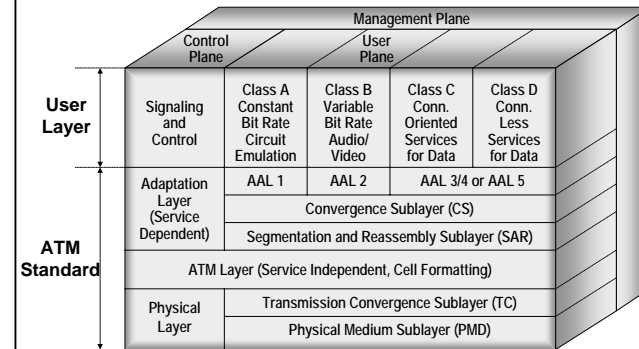 Management Plane
Control
Plane
User
Plane
User
Layer
Signaling
and
Control
Class A
Constant
Bit Rate
Circuit
Emulation
Class B
Variable
Bit Rate
Audio/
Video
Class C
Conn.
Oriented
Services
for Data
Class D
Conn.
Less
Services
for Data
ATM
Standard
Adaptation
Layer
(Service
Dependent)
AAL 1
AAL 2
AAL 3/4 or AAL 5
Convergence Sublayer (CS)
Segmentation and Reassembly Sublayer (SAR)
ATM Layer (Service Independent, Cell Formatting)
Physical
Layer
Transmission Convergence Sublayer (TC)
Physical Medium Sublayer (PMD)